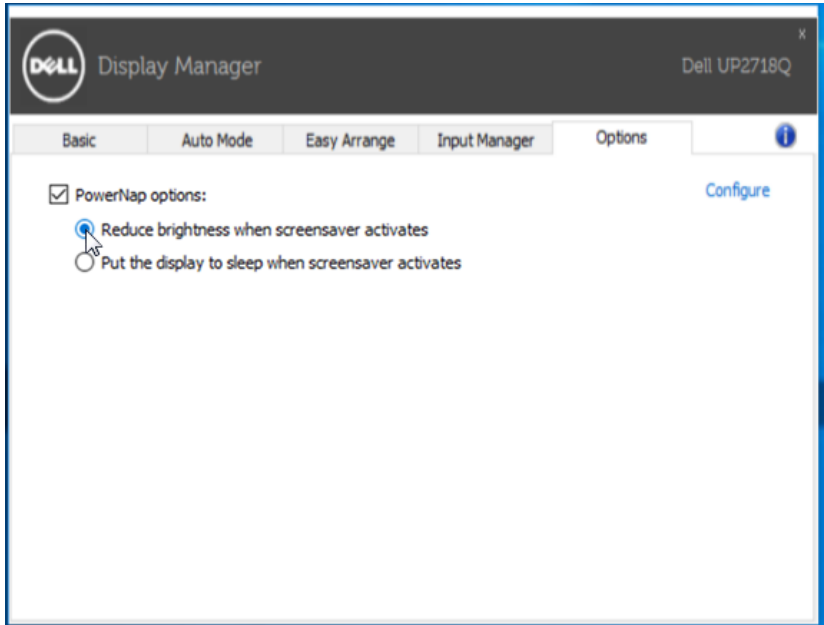 DELL Display Manager
x
Dell UP2718Q
Basic Auto Mode Easy Arrange Input Manager Options i
PowerNap options: Configure
Reduce brightness when screensaver activates
Put the display to sleep when screensaver activates